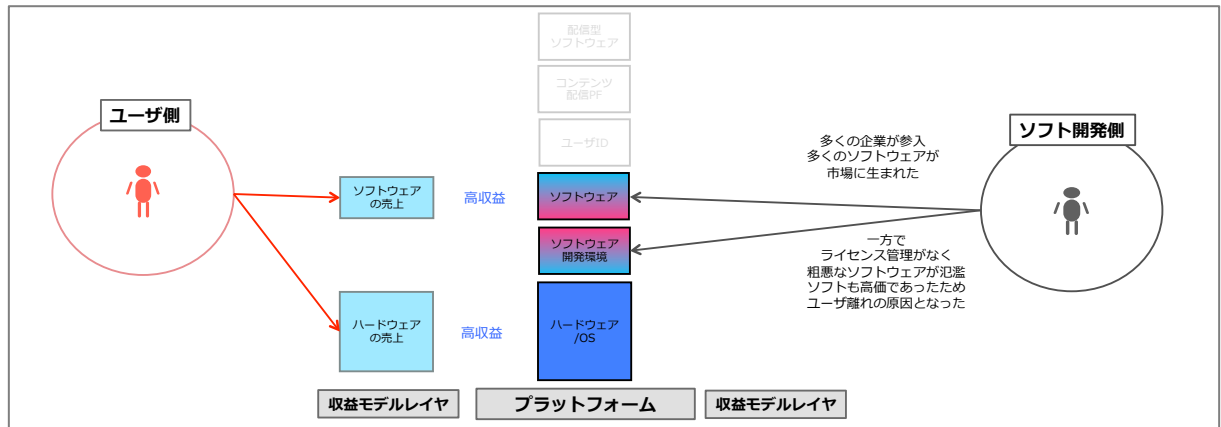 配信型
ソフトウェア
コンテンツ
配信PF
ユーザID
ユーザ側
ソフト開発側
多くの企業が参入
多くのソフトウェアが
市場に生まれた
ソフトウェア
の売上
高収益
ソフトウェア
ソフトウェア
開発環境
一方で
ライセンス管理がなく
粗悪なソフトウェアが氾濫
ソフトも高価であったため
ユーザ離れの原因となった
ハードウェア
の売上
高収益
ハードウェア
/OS
収益モデルレイヤ
プラットフォーム
収益モデルレイヤ